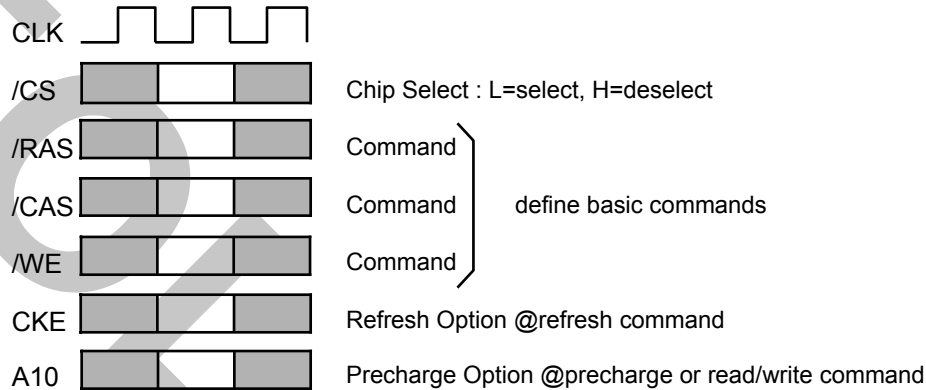 CLK
/CS Chip Select : L=select, H=deselect
/RAS Command
/CAS Command define basic commands
/WE Command
CKE Refresh Option @refresh command
A10 Precharge Option @precharge or read/write command